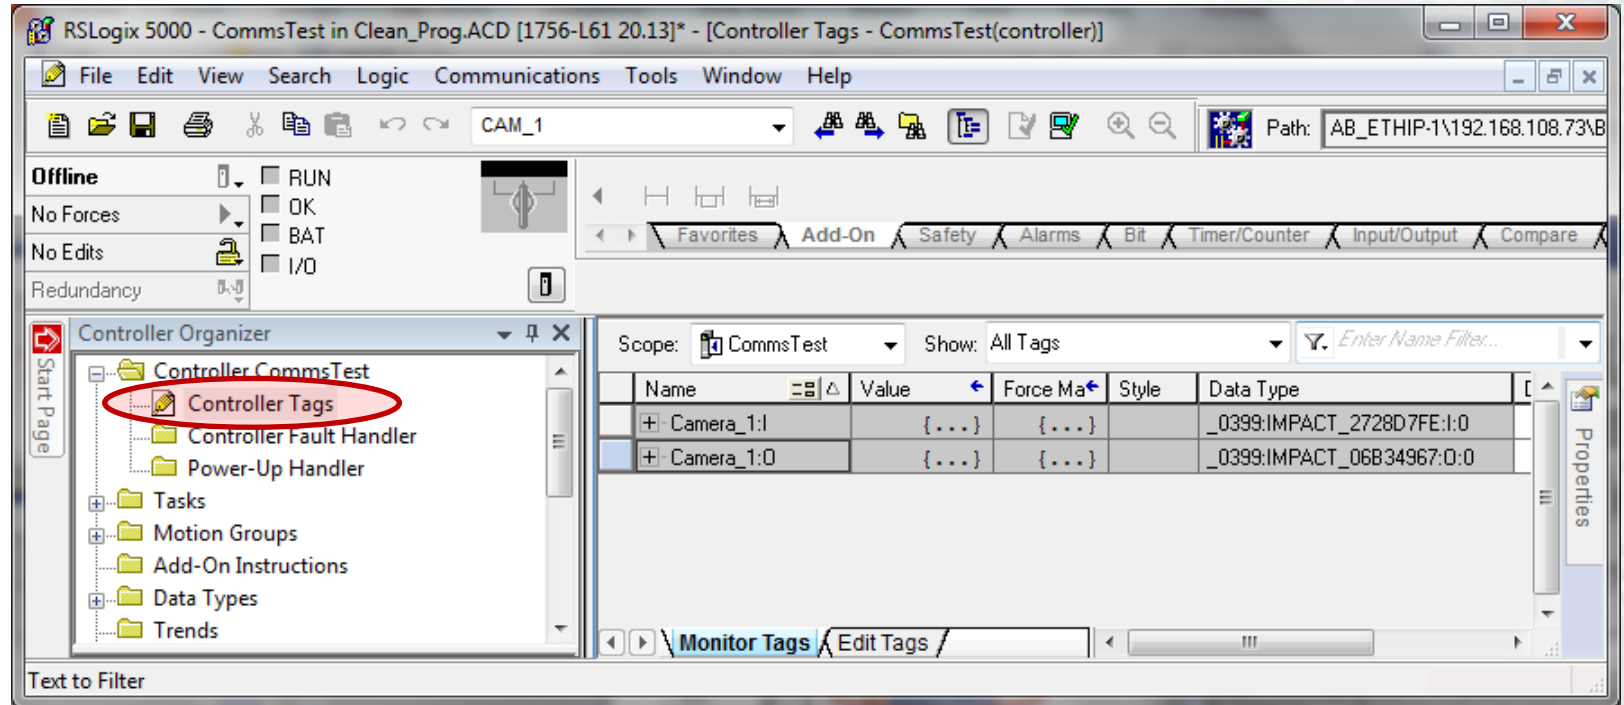 RSLogix 5000 - CommsTest in Clean_Prog.ACD [1756-L61 20.13]* - [Controller Tags - CommsTest(controller)]
File Edit View Search Logic Communications Tools Window Help
CAM_1 Path: AB_ETHIP-1\192.168.108.73\B
Offline RUN
No Forces OK
No Edits BAT
I/O
Redundancy
Favorites Add-On Safety Alarms Bit Timer/Counter Input/Output Compare
Start Page
Controller Organizer
Controller CommsTest
Controller Tags
Controller Fault Handler
Power-Up Handler
Tasks
Motion Groups
Add-On Instructions
Data Types
Trends
Scope: CommsTest Show: All Tags Enter Name Filter...
Name Value Force Ma Style Data Type
Camera_1:I {...} {...} _0399:IMPACT_2728D7FE:I:0
Camera_1:O {...} {...} _0399:IMPACT_06B34967:O:0
Monitor Tags Edit Tags
Properties
Text to Filter